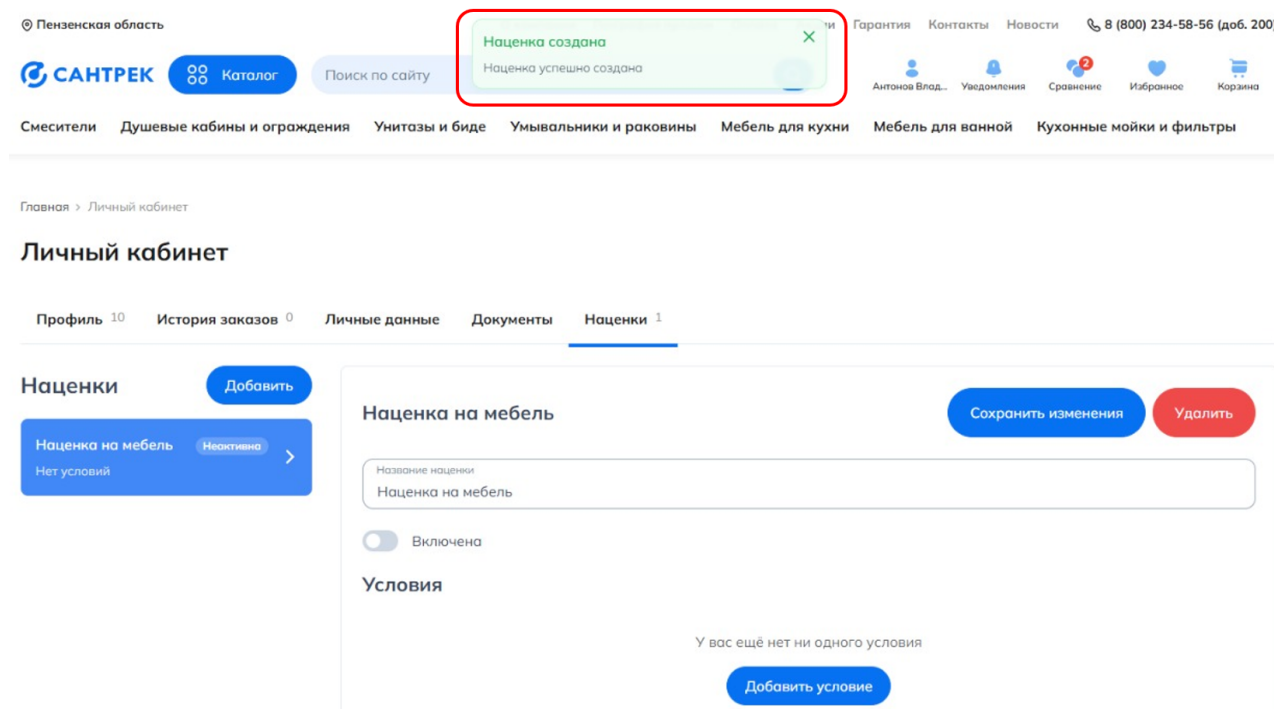 Пензенская область
Гарантия Контакты Новости 8 (800) 234-58-56 (доб. 200)
Наценка создана
Наценка успешно создана
САНТРЕК Каталог Поиск по сайту
2
Антонов Влад... Уведомления Сравнение Избранное Корзина
Смесители Душевые кабины и ограждения Унитазы и биде Умывальники и раковины Мебель для кухни Мебель для ванной Кухонные мойки и фильтры
Главная > Личный кабинет
Личный кабинет
Профиль 10 История заказов 0 Личные данные Документы Наценки 1
Наценки Добавить
Наценка на мебель Неактивна
Нет условий
Наценка на мебель Сохранить изменения Удалить
Название наценки
Наценка на мебель
Включена
Условия
У вас ещё нет ни одного условия
Добавить условие